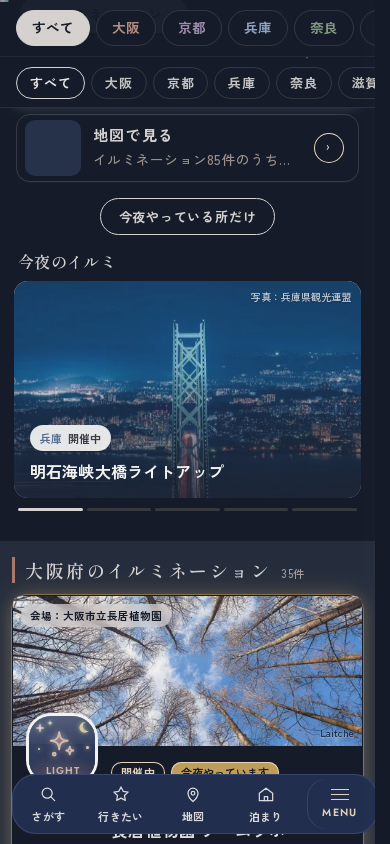 すべて 大阪 京都 兵庫 奈良
すべて 大阪 京都 兵庫 奈良 滋賀
地図で見る
イルミネーション85件のうち…
今夜やっている所だけ
今夜のイルミ
写真：兵庫県観光連盟
兵庫 開催中
明石海峡大橋ライトアップ
大阪府のイルミネーション 35件
会場：大阪市立長居植物園
Laitche
LIGHT
開催中 今夜やっています
さがす 行きたい 地図 泊まり MENU